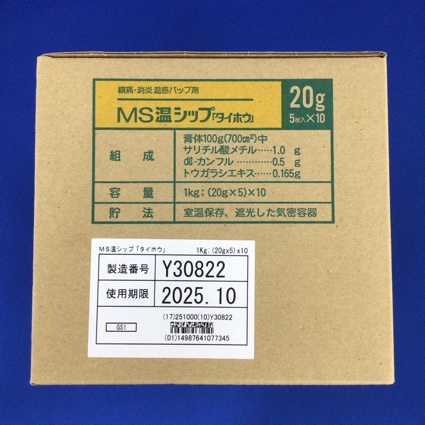 鎮痛・消炎 温感パップ剤
MS温シップ「タイホウ」
20g
5枚入×10
組成
膏体100g(700cm²)中
サリチル酸メチル……1.0 g
dl-カンフル…………0.5 g
トウガラシエキス…0.165g
容量
1kg;(20g×5)×10
貯法
室温保存、遮光した気密容器
MS温シップ「タイホウ」 1Kg;(20gx5)x10
製造番号 Y30822
使用期限 2025.10
(17)251000(10)Y30822
GS1
(01)14987641077345